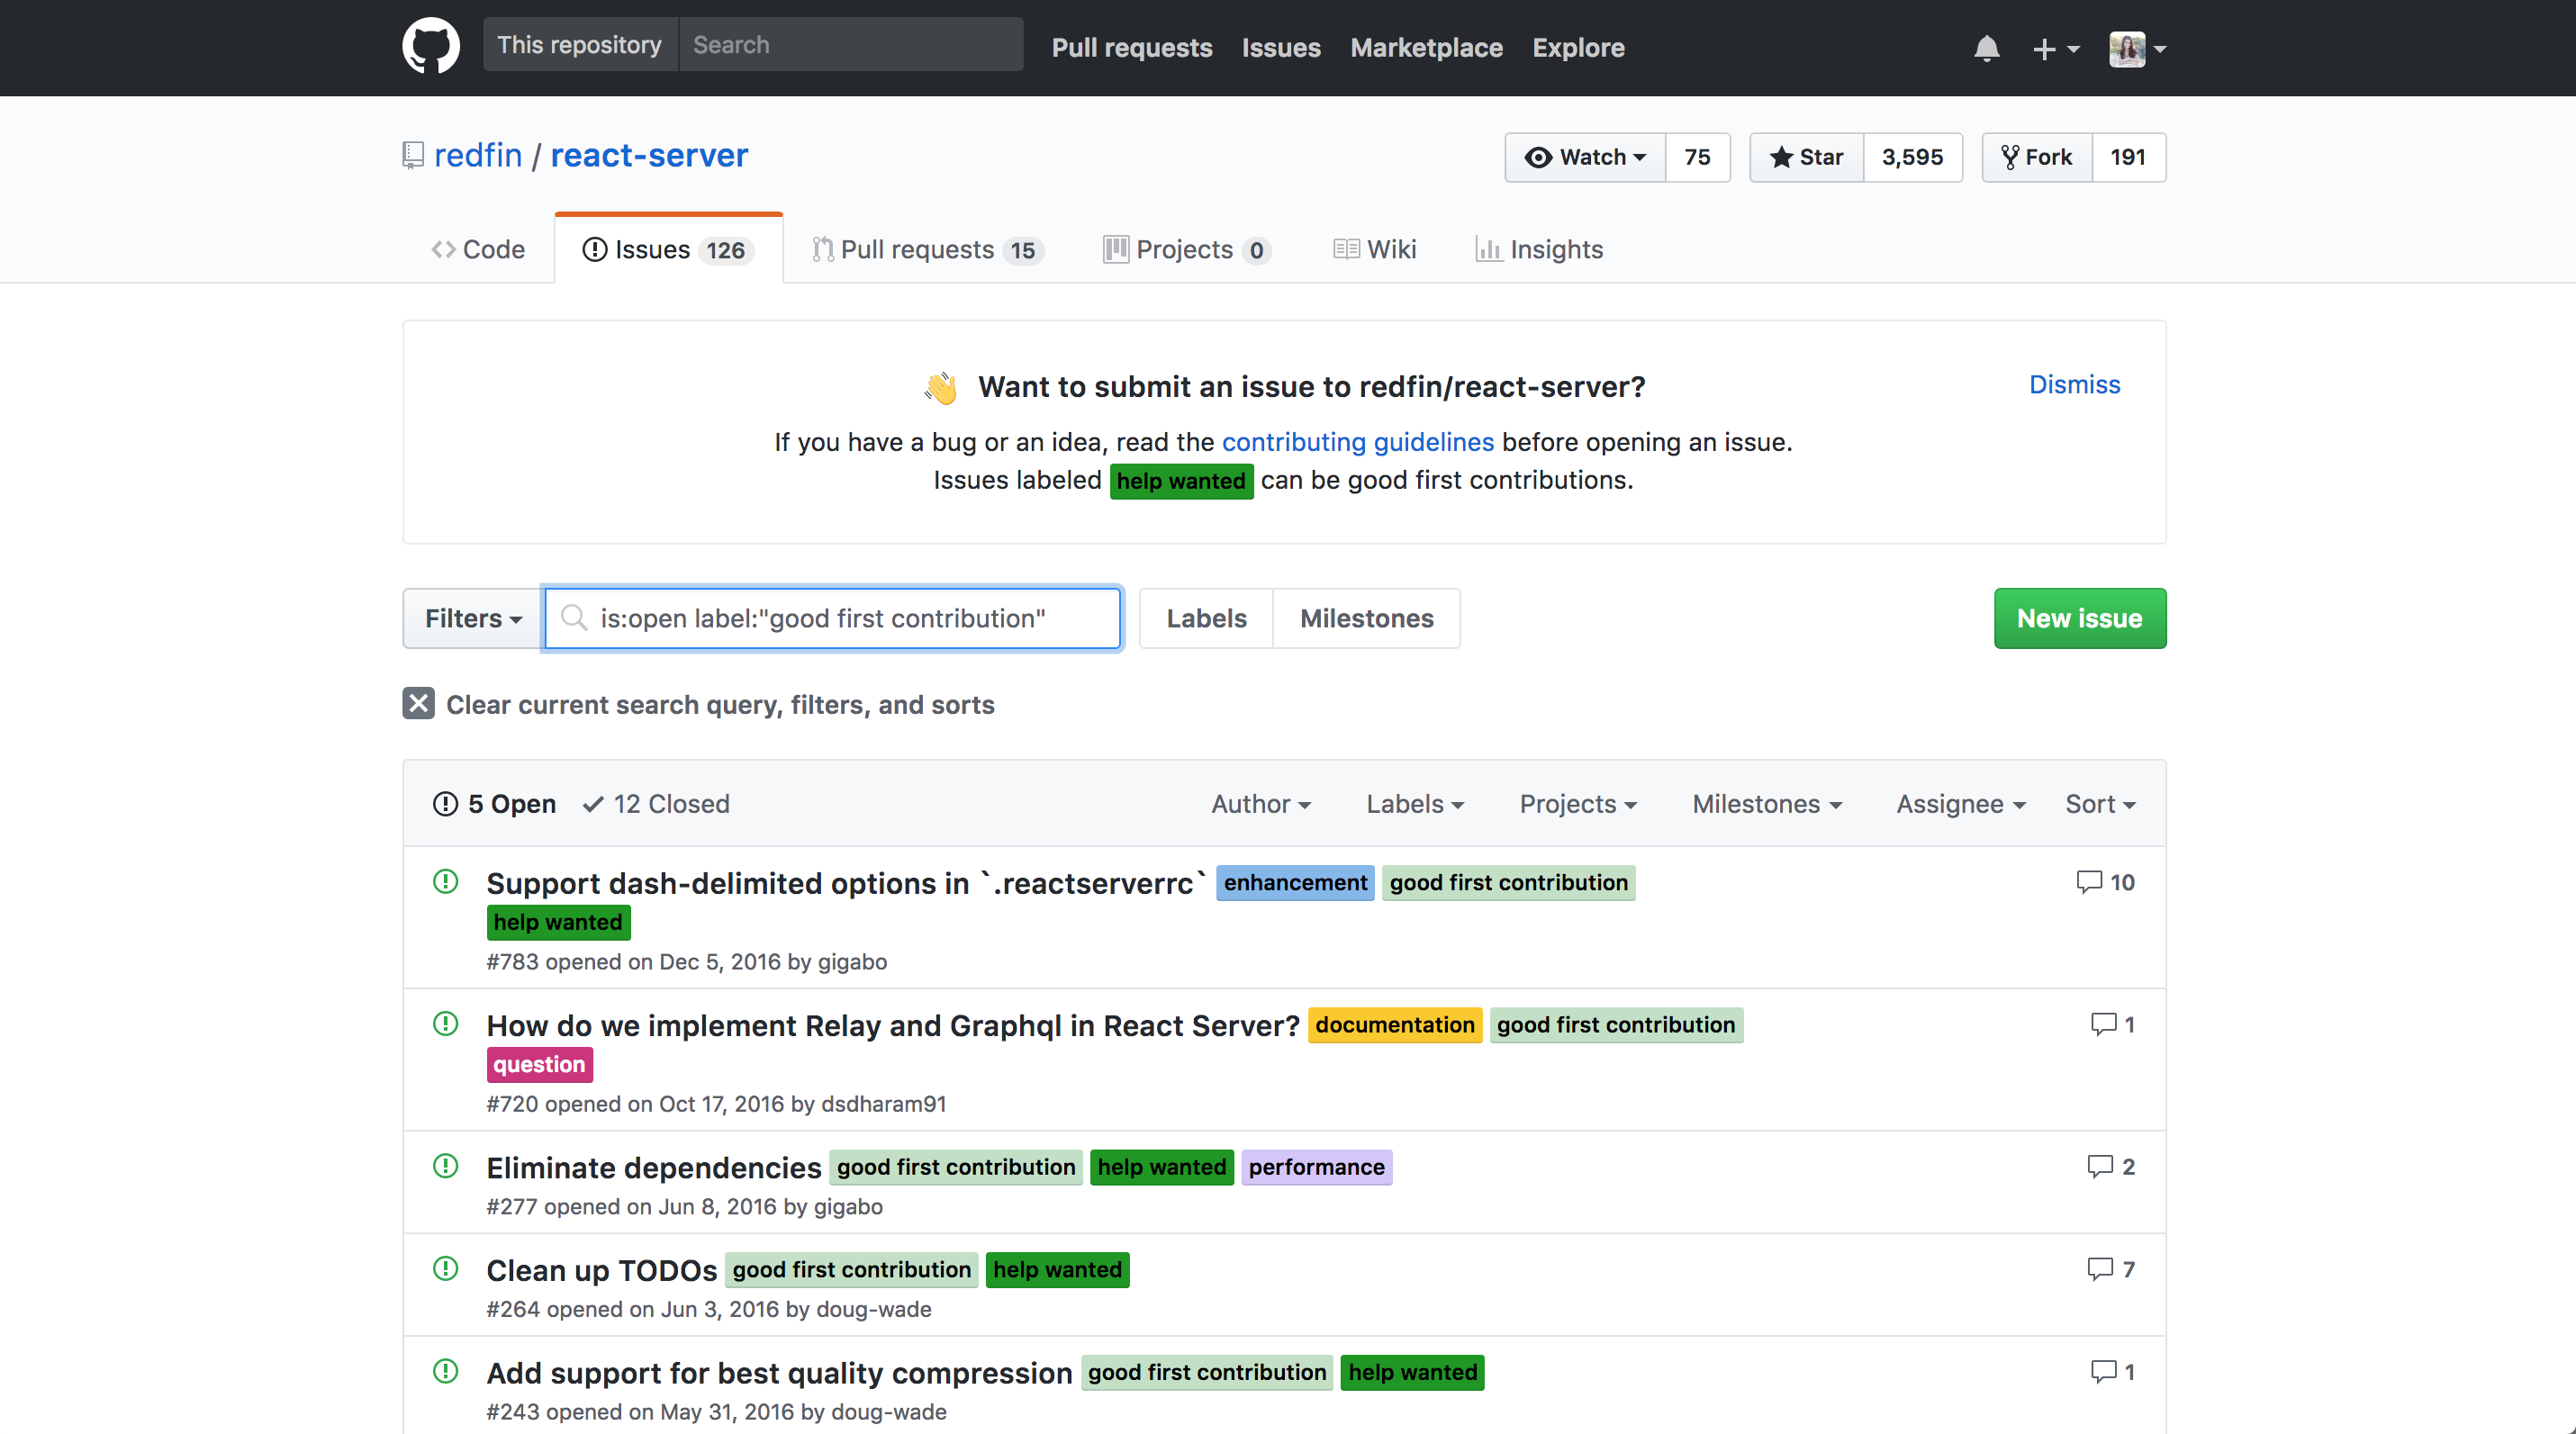 This repository Search Pull requests Issues Marketplace Explore
redfin / react-server Watch 75 Star 3,595 Fork 191
Code Issues 126 Pull requests 15 Projects 0 Wiki Insights
Want to submit an issue to redfin/react-server? Dismiss
If you have a bug or an idea, read the contributing guidelines before opening an issue.
Issues labeled help wanted can be good first contributions.
Filters is:open label:"good first contribution" Labels Milestones New issue
Clear current search query, filters, and sorts
5 Open 12 Closed Author Labels Projects Milestones Assignee Sort
Support dash-delimited options in `.reactserverrc` enhancement good first contribution 10
help wanted
#783 opened on Dec 5, 2016 by gigabo
How do we implement Relay and Graphql in React Server? documentation good first contribution 1
question
#720 opened on Oct 17, 2016 by dsdharam91
Eliminate dependencies good first contribution help wanted performance 2
#277 opened on Jun 8, 2016 by gigabo
Clean up TODOs good first contribution help wanted 7
#264 opened on Jun 3, 2016 by doug-wade
Add support for best quality compression good first contribution help wanted 1
#243 opened on May 31, 2016 by doug-wade